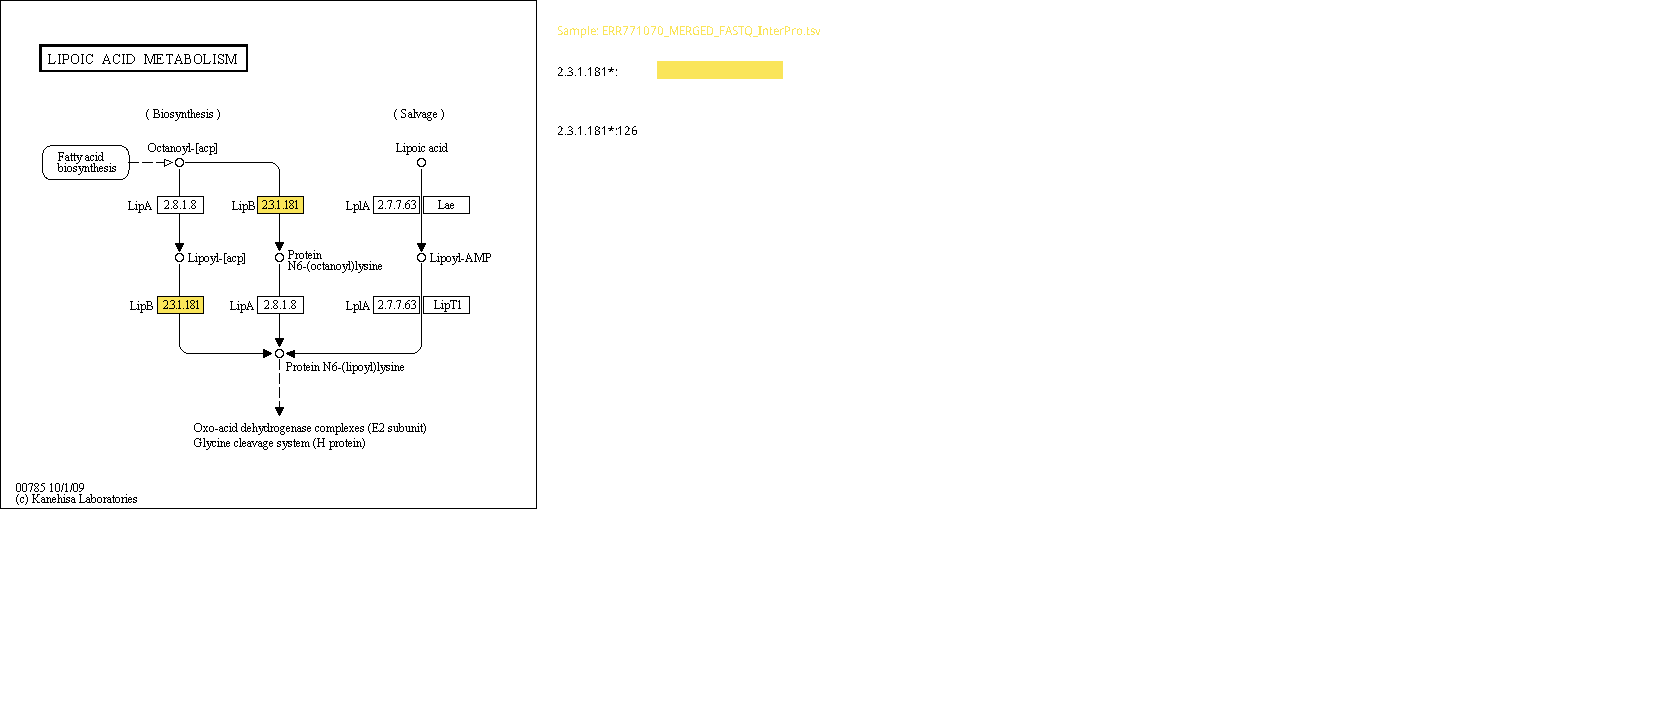 Sample: ERR771070_MERGED_FASTQ_InterPro.tsv
LIPOIC ACID METABOLISM
2.3.1.181*:
( Biosynthesis )
( Salvage )
2.3.1.181*:126
Octanoyl-[acp]
Lipoic acid
Fatty acid
biosynthesis
LipA 2.8.1.8
LipB 2.3.1.181
LplA 2.7.7.63 Lae
Lipoyl-[acp]
Protein
N6-(octanoyl)lysine
Lipoyl-AMP
LipB 2.3.1.181
LipA 2.8.1.8
LplA 2.7.7.63 LipT1
Protein N6-(lipoyl)lysine
Oxo-acid dehydrogenase complexes (E2 subunit)
Glycine cleavage system (H protein)
00785 10/1/09
(c) Kanehisa Laboratories